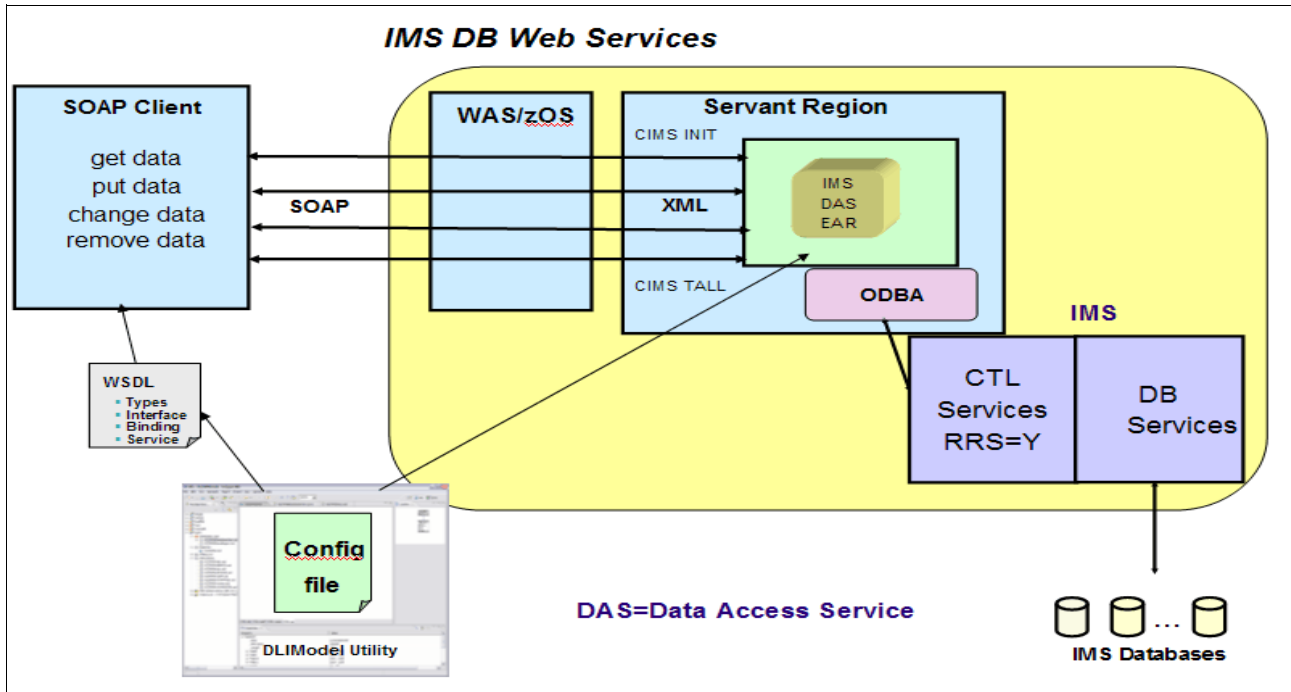 IMS DB Web Services
SOAP Client
get data
put data
change data
remove data
SOAP
WAS/zOS
Servant Region
CIMS INIT
XML
IMS
DAS
EAR
CIMS TALL
ODBA
IMS
CTL
Services
RRS=Y
DB
Services
WSDL
Types
Interface
Binding
Service
Config
file
DLIModel Utility
DAS=Data Access Service
...
IMS Databases